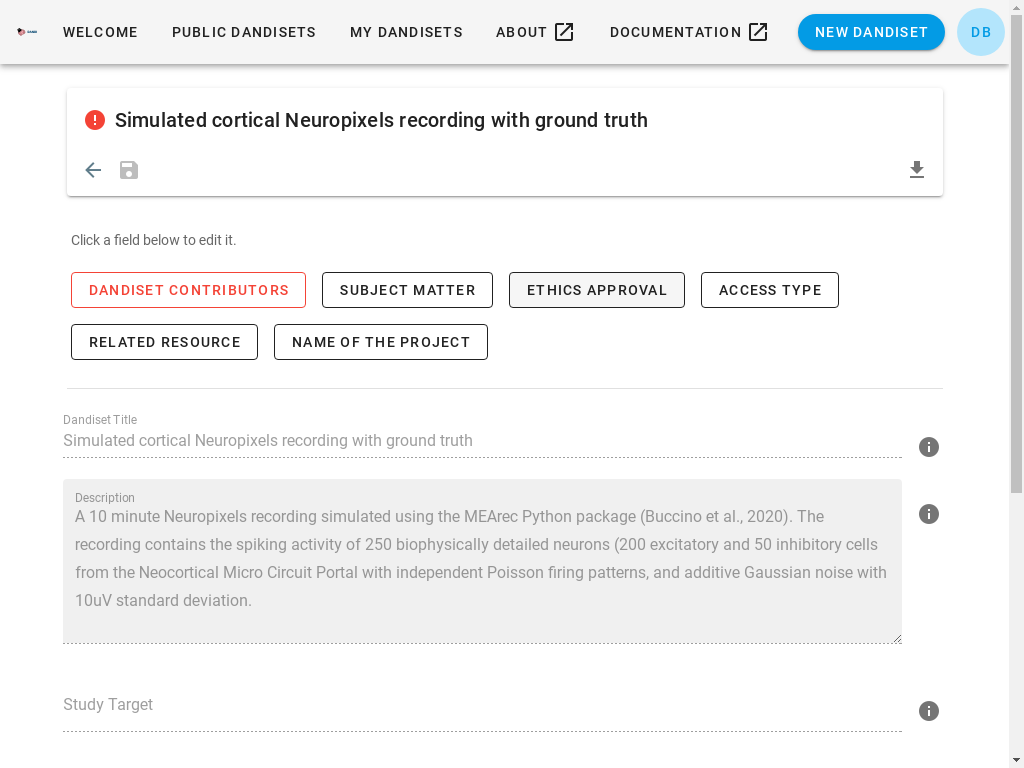 WELCOME
PUBLIC DANDISETS
MY DANDISETS
ABOUT
DOCUMENTATION
NEW DANDISET
DB
Simulated cortical Neuropixels recording with ground truth
Click a field below to edit it.
DANDISET CONTRIBUTORS
SUBJECT MATTER
ETHICS APPROVAL
ACCESS TYPE
RELATED RESOURCE
NAME OF THE PROJECT
Dandiset Title
Simulated cortical Neuropixels recording with ground truth
Description
A 10 minute Neuropixels recording simulated using the MEArec Python package (Buccino et al., 2020). The
recording contains the spiking activity of 250 biophysically detailed neurons (200 excitatory and 50 inhibitory cells
from the Neocortical Micro Circuit Portal with independent Poisson firing patterns, and additive Gaussian noise with
10uV standard deviation.
Study Target